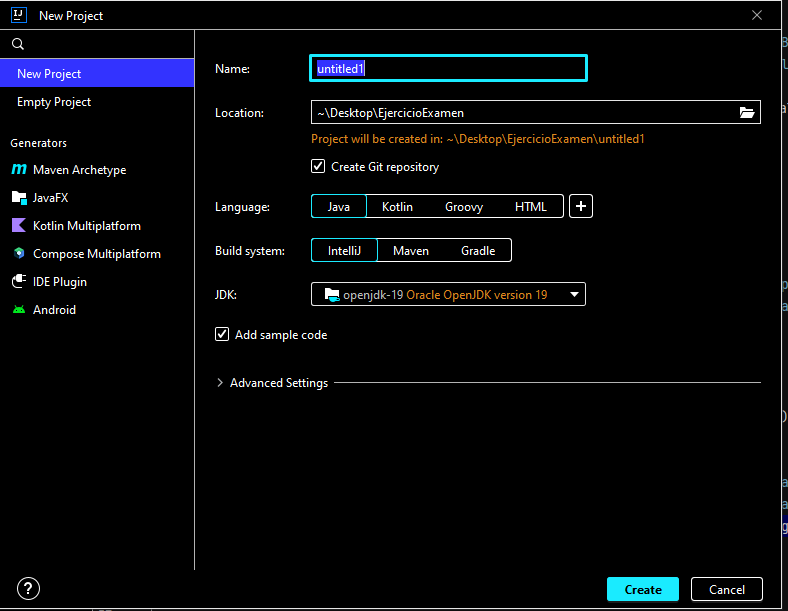 IJ New Project
New Project
Empty Project
Generators
m Maven Archetype
JavaFX
Kotlin Multiplatform
Compose Multiplatform
IDE Plugin
Android
Name: untitled1
Location: ~\Desktop\EjercicioExamen
Project will be created in: ~\Desktop\EjercicioExamen\untitled1
Create Git repository
Language: Java Kotlin Groovy HTML +
Build system: IntelliJ Maven Gradle
JDK: openjdk-19 Oracle OpenJDK version 19
Add sample code
Advanced Settings
? Create Cancel